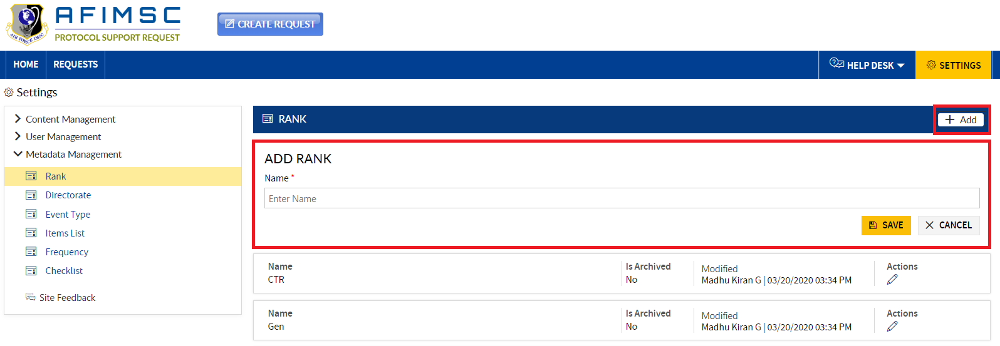 AFIMSC
PROTOCOL SUPPORT REQUEST
AIR FORCE IMSC
CREATE REQUEST
HOME REQUESTS HELP DESK SETTINGS
Settings
Content Management
User Management
Metadata Management
Rank
Directorate
Event Type
Items List
Frequency
Checklist
Site Feedback
RANK
+ Add
ADD RANK
Name *
Enter Name
SAVE CANCEL
Name Is Archived Modified Actions
CTR No Madhu Kiran G | 03/20/2020 03:34 PM
Name Is Archived Modified Actions
Gen No Madhu Kiran G | 03/20/2020 03:34 PM